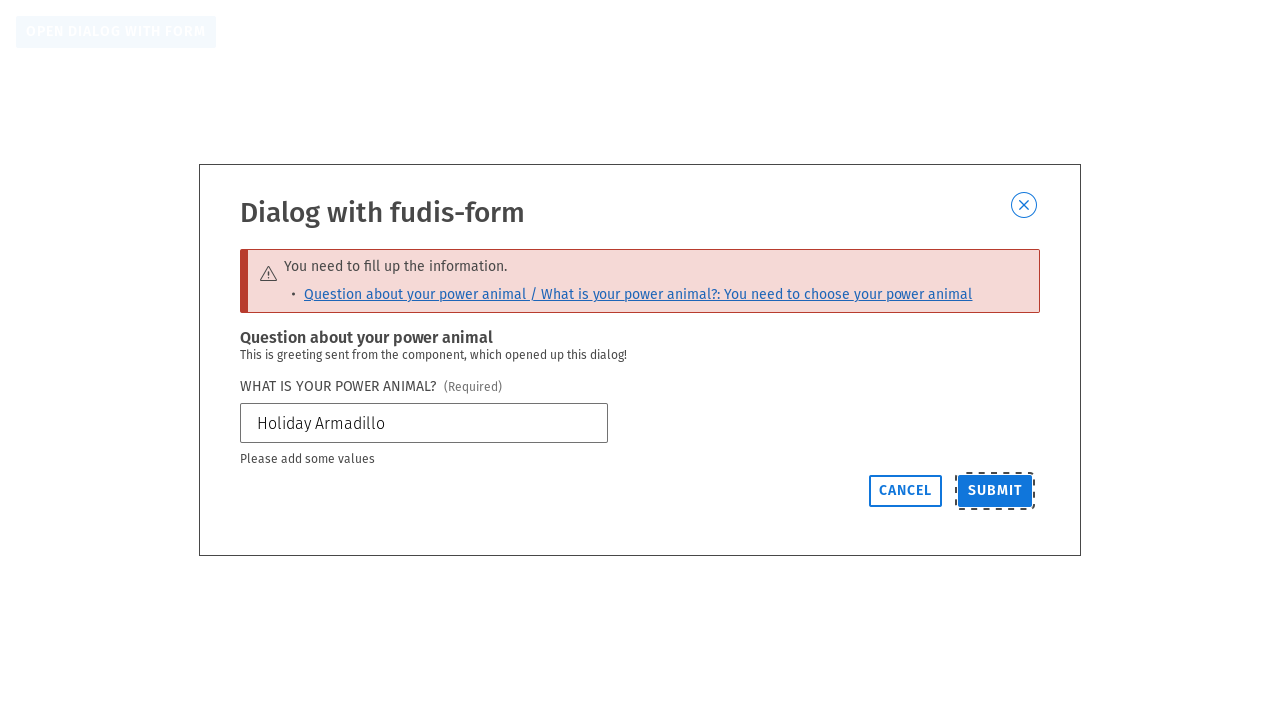 OPEN DIALOG WITH FORM
Dialog with fudis-form
You need to fill up the information.
• Question about your power animal / What is your power animal?: You need to choose your power animal
Question about your power animal
This is greeting sent from the component, which opened up this dialog!
WHAT IS YOUR POWER ANIMAL? (Required)
Holiday Armadillo
Please add some values
CANCEL SUBMIT